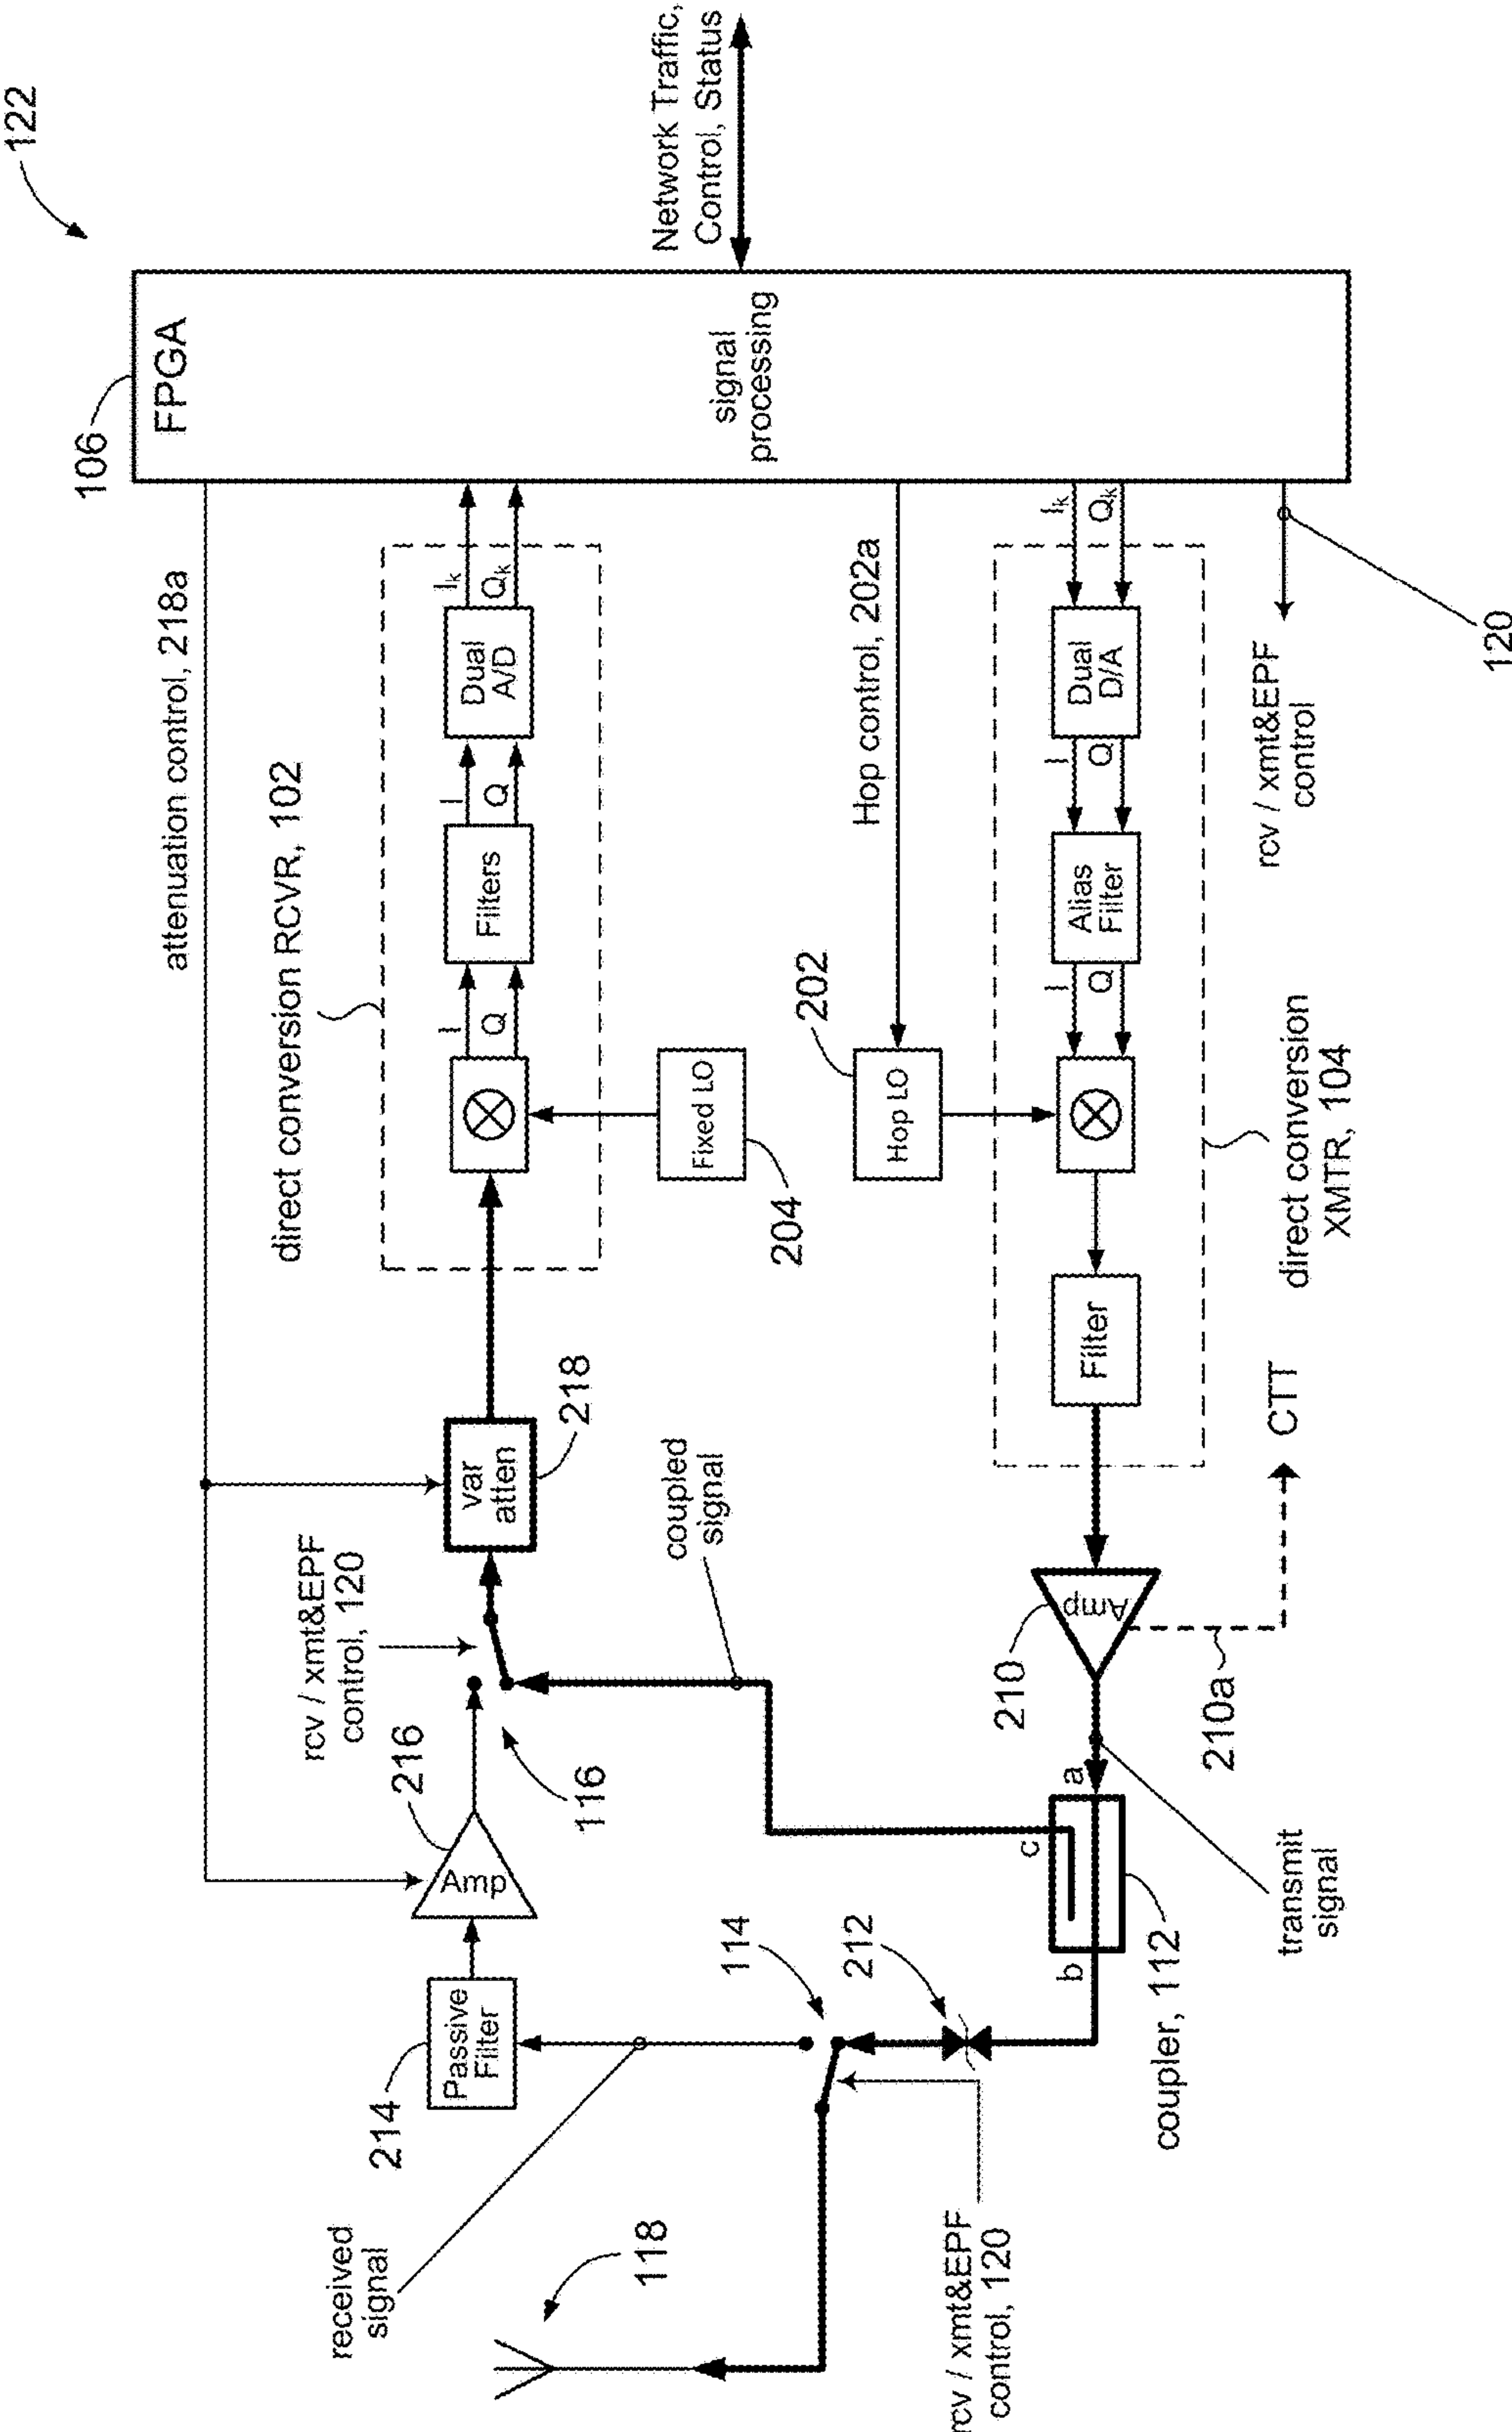 122
106
FPGA
signal
processing
Network Traffic,
Control, Status
attenuation control, 218a
direct conversion RCVR, 102
I
Q
Filters
I
Q
Dual
A/D
Ik
Qk
Fixed LO
204
202
Hop LO
Hop control, 202a
Ik
Qk
Dual
D/A
I
Q
Alias
Filter
I
Q
Filter
direct conversion
XMTR, 104
rcv / xmt&EPF
control
120
CTT
var
atten
218
rcv / xmt&EPF
control, 120
116
216
Amp
coupled
signal
210
Amp
210a
a
b
c
transmit
signal
coupler, 112
114
212
214
Passive
Filter
received
signal
118
rcv / xmt&EPF
control, 120